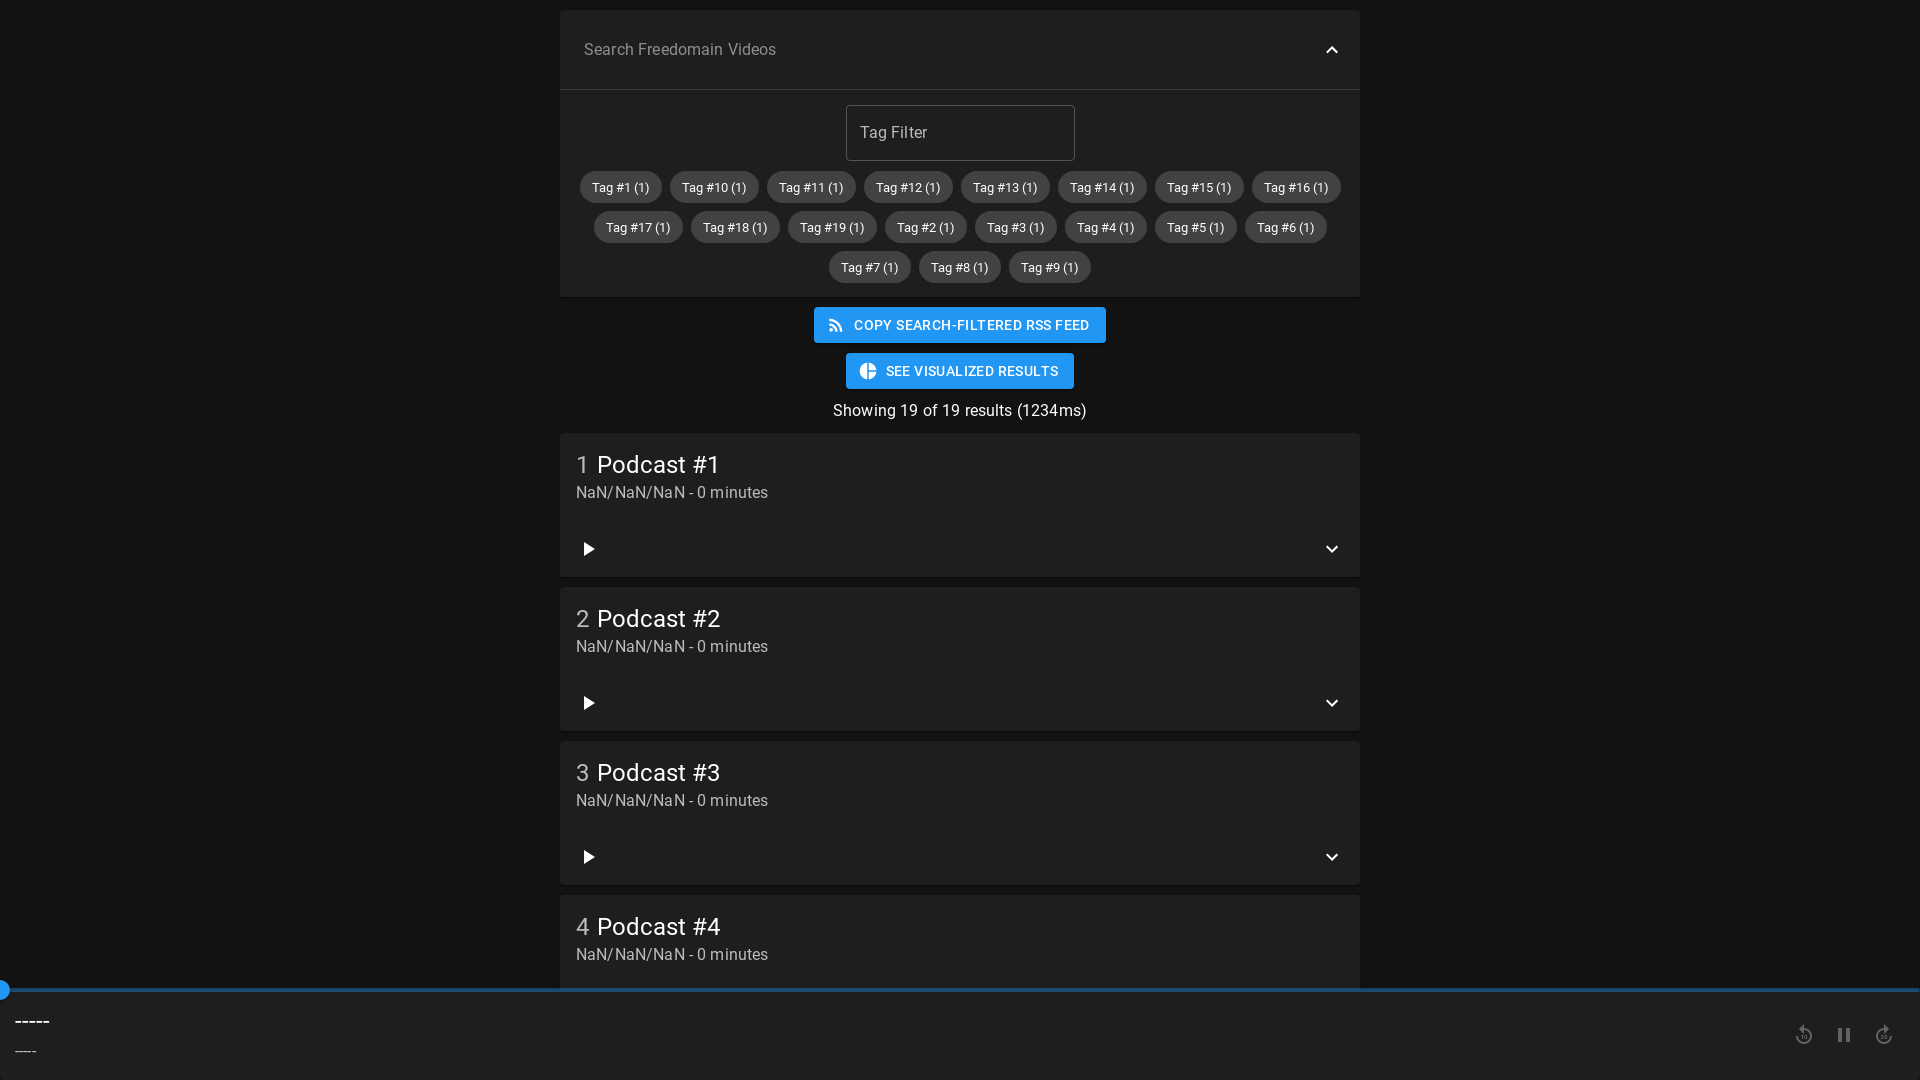 Search Freedomain Videos
Tag Filter
Tag #1 (1) Tag #10 (1) Tag #11 (1) Tag #12 (1) Tag #13 (1) Tag #14 (1) Tag #15 (1) Tag #16 (1)
Tag #17 (1) Tag #18 (1) Tag #19 (1) Tag #2 (1) Tag #3 (1) Tag #4 (1) Tag #5 (1) Tag #6 (1)
Tag #7 (1) Tag #8 (1) Tag #9 (1)
COPY SEARCH-FILTERED RSS FEED
SEE VISUALIZED RESULTS
Showing 19 of 19 results (1234ms)
1 Podcast #1
NaN/NaN/NaN - 0 minutes
2 Podcast #2
NaN/NaN/NaN - 0 minutes
3 Podcast #3
NaN/NaN/NaN - 0 minutes
4 Podcast #4
NaN/NaN/NaN - 0 minutes
-----
-----
10 30